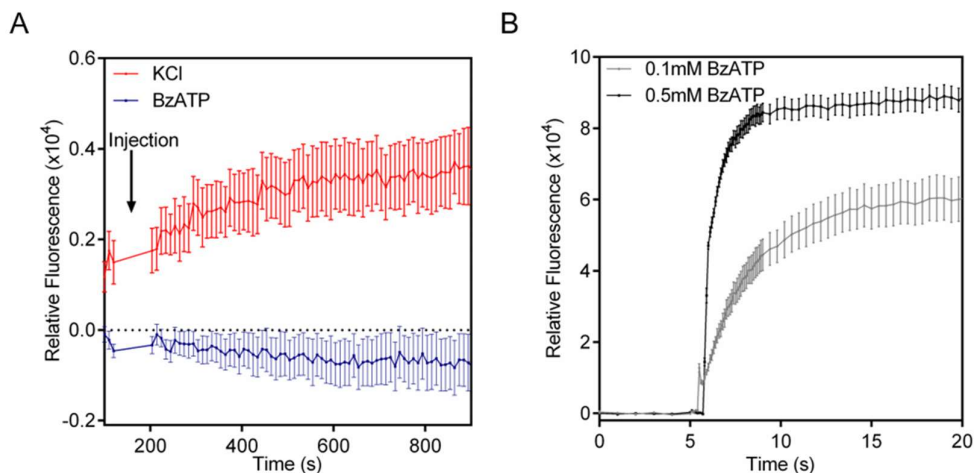 A
Relative Fluorescence (x10⁴)
0.6
0.4
0.2
0.0
-0.2
KCl
BzATP
Injection
200
400
600
800
Time (s)
B
Relative Fluorescence (x10⁴)
10
8
6
4
2
0
0.1mM BzATP
0.5mM BzATP
0
5
10
15
20
Time (s)